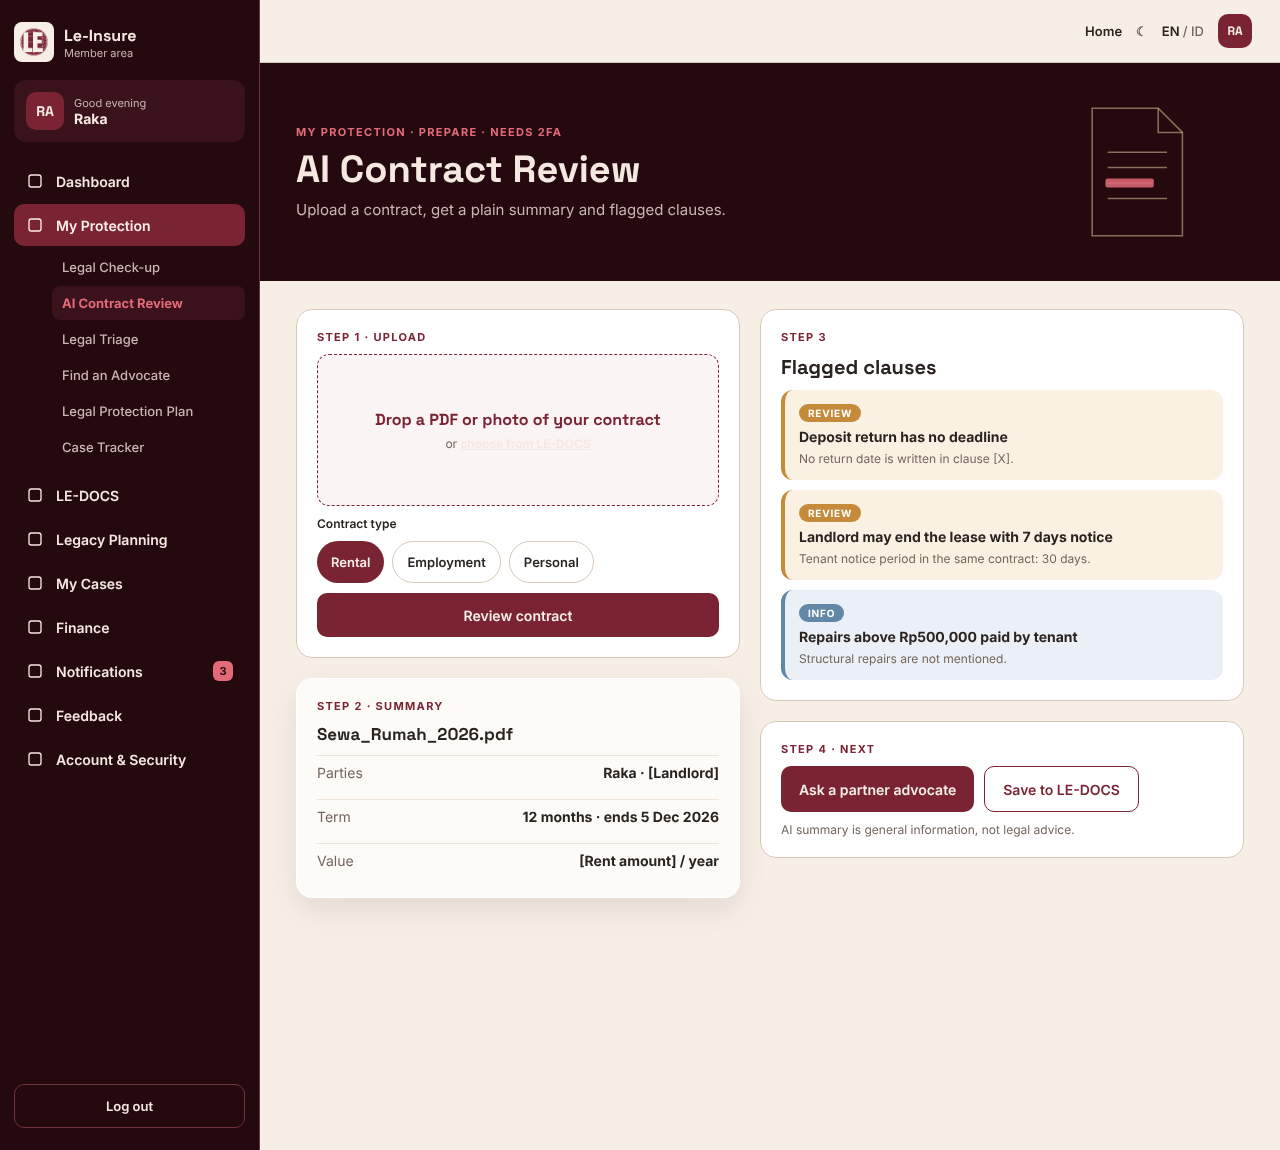 LE
Le-Insure
Member area
RA
Good evening
Raka
Dashboard
My Protection
Legal Check-up
AI Contract Review
Legal Triage
Find an Advocate
Legal Protection Plan
Case Tracker
LE-DOCS
Legacy Planning
My Cases
Finance
Notifications 3
Feedback
Account & Security
Log out
Home ☾ EN / ID RA
MY PROTECTION · PREPARE · NEEDS 2FA
AI Contract Review
Upload a contract, get a plain summary and flagged clauses.
STEP 1 · UPLOAD
Drop a PDF or photo of your contract
or choose from LE-DOCS
Contract type
Rental Employment Personal
Review contract
STEP 2 · SUMMARY
Sewa_Rumah_2026.pdf
Parties Raka · [Landlord]
Term 12 months · ends 5 Dec 2026
Value [Rent amount] / year
STEP 3
Flagged clauses
REVIEW
Deposit return has no deadline
No return date is written in clause [X].
REVIEW
Landlord may end the lease with 7 days notice
Tenant notice period in the same contract: 30 days.
INFO
Repairs above Rp500,000 paid by tenant
Structural repairs are not mentioned.
STEP 4 · NEXT
Ask a partner advocate Save to LE-DOCS
AI summary is general information, not legal advice.